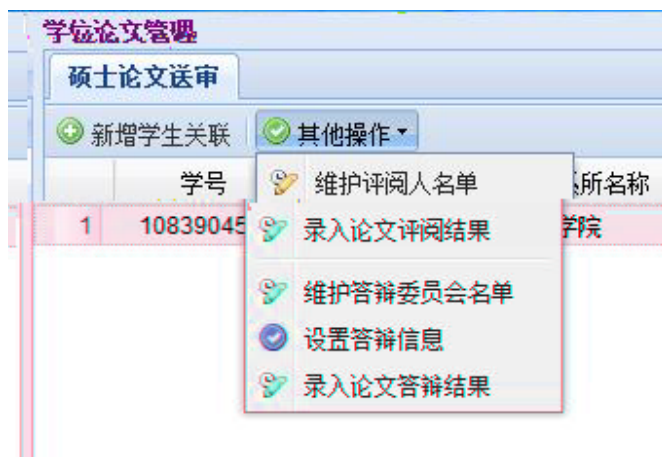 学位论文管理
硕士论文送审
新增学生关联 其他操作
学号 所名称
维护评阅人名单
1 10839045 学院
录入论文评阅结果
维护答辩委员会名单
设置答辩信息
录入论文答辩结果